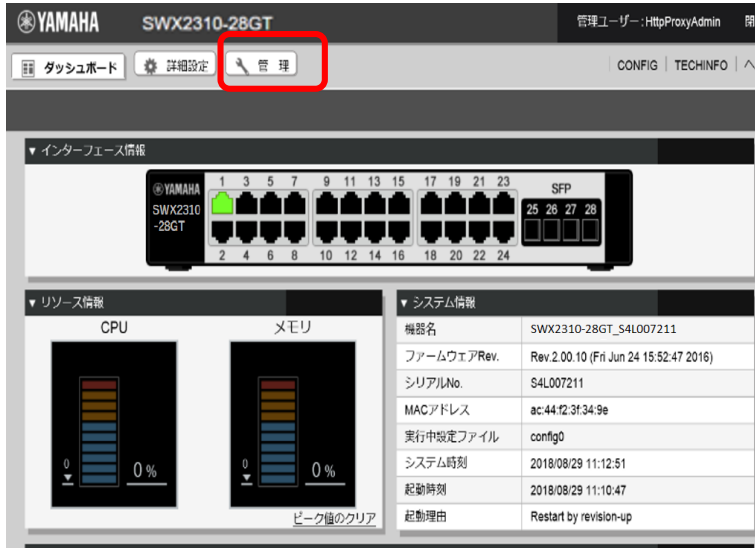 YAMAHA SWX2310-28GT 管理ユーザー : HttpProxyAdmin
ダッシュボード 詳細設定 管 理 CONFIG TECHINFO
▼ インターフェース情報
1 3 5 7 9 11 13 15 17 19 21 23 SFP
YAMAHA
SWX2310
-28GT
25 26 27 28
2 4 6 8 10 12 14 16 18 20 22 24
▼ リソース情報
CPU メモリ
0 0 % 0 0 %
ピーク値のクリア
▼ システム情報
機器名 SWX2310-28GT_S4L007211
ファームウェアRev. Rev.2.00.10 (Fri Jun 24 15:52:47 2016)
シリアルNo. S4L007211
MACアドレス ac:44:f2:3f:34:9e
実行中設定ファイル config0
システム時刻 2018/08/29 11:12:51
起動時刻 2018/08/29 11:10:47
起動理由 Restart by revision-up